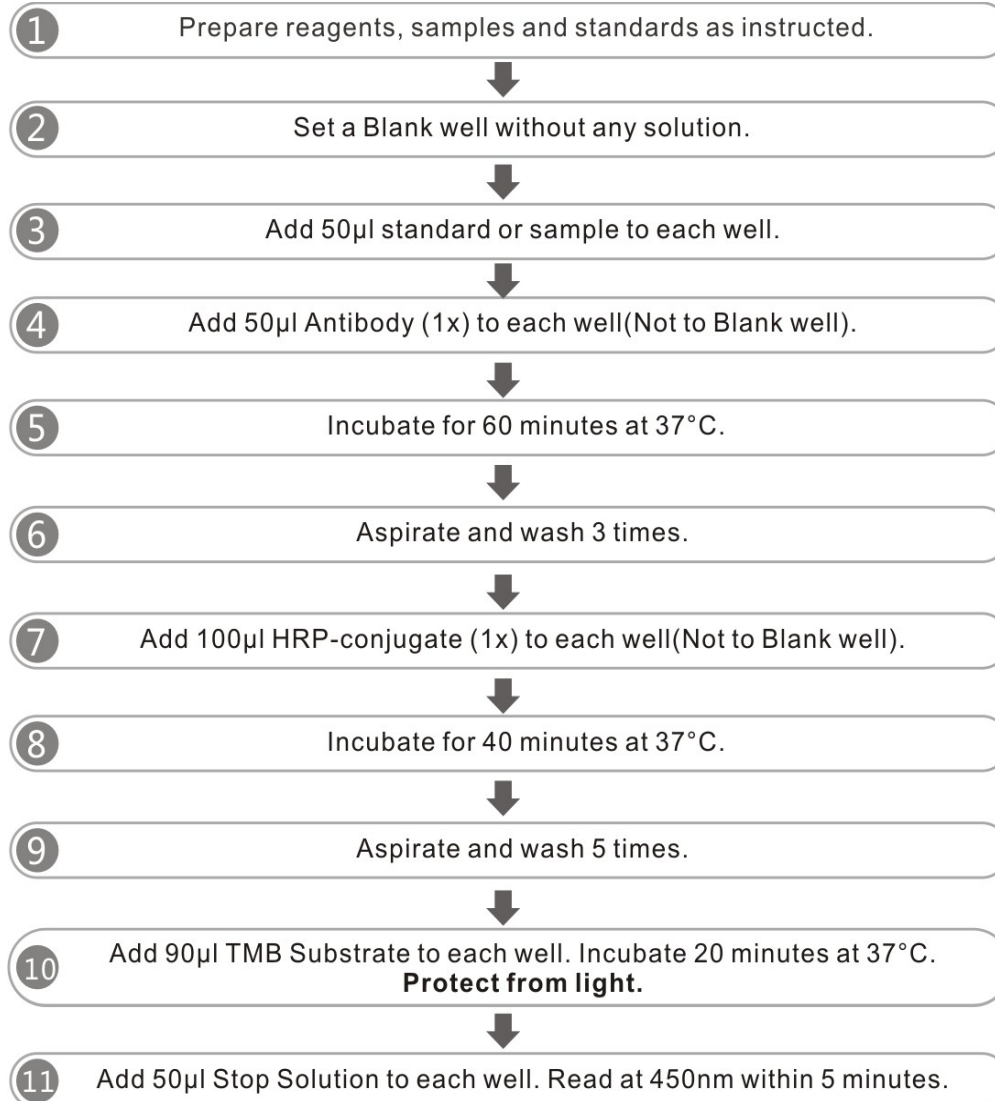 1 Prepare reagents, samples and standards as instructed.
2 Set a Blank well without any solution.
3 Add 50μl standard or sample to each well.
4 Add 50μl Antibody (1x) to each well(Not to Blank well).
5 Incubate for 60 minutes at 37°C.
6 Aspirate and wash 3 times.
7 Add 100μl HRP-conjugate (1x) to each well(Not to Blank well).
8 Incubate for 40 minutes at 37°C.
9 Aspirate and wash 5 times.
10 Add 90μl TMB Substrate to each well. Incubate 20 minutes at 37°C.
Protect from light.
11 Add 50μl Stop Solution to each well. Read at 450nm within 5 minutes.